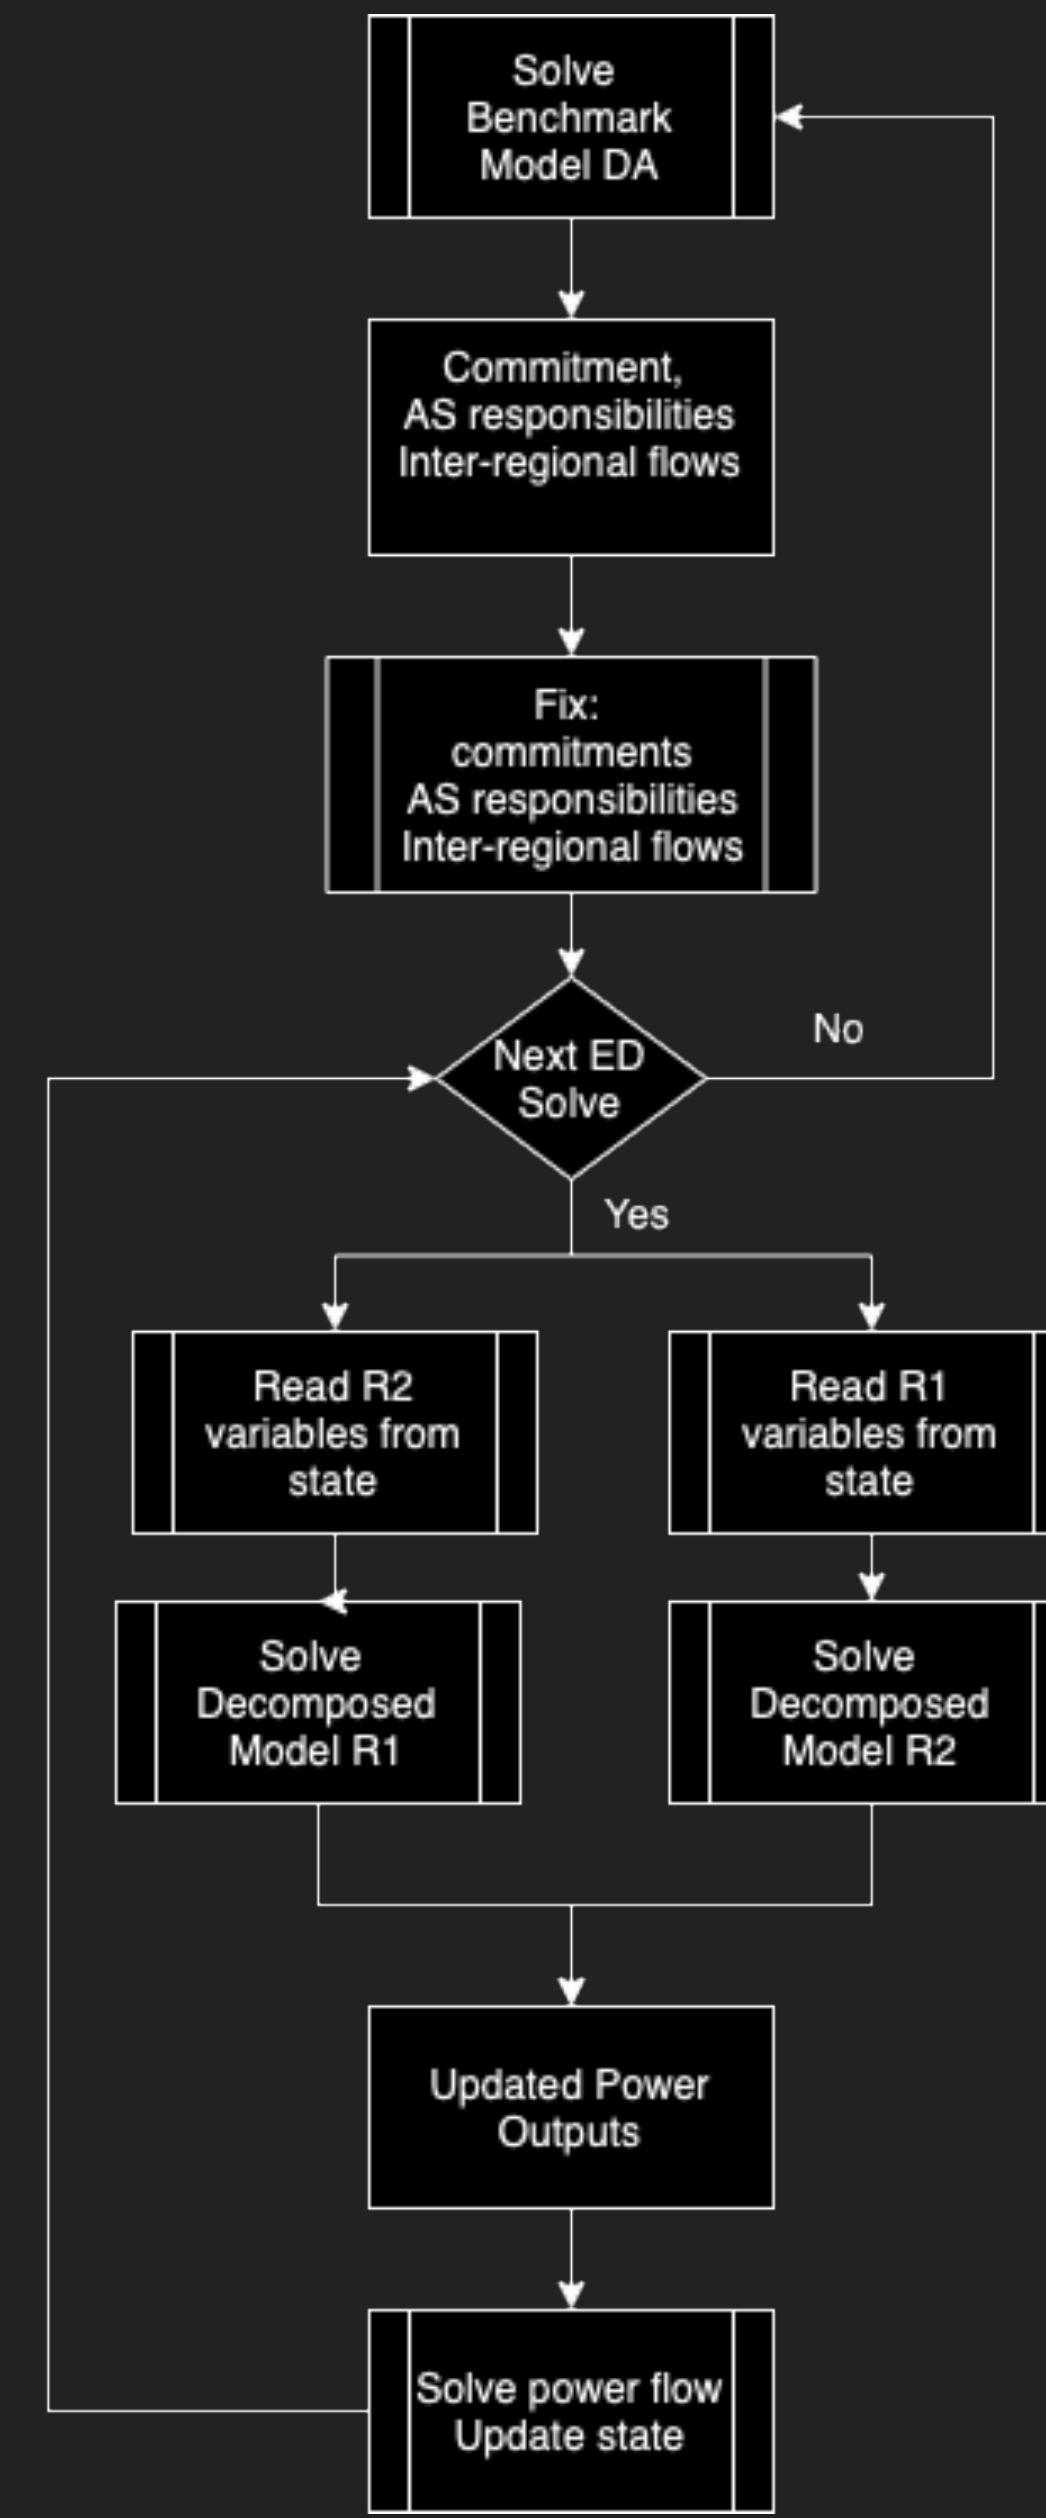 Solve
Benchmark
Model DA
Commitment,
AS responsibilities
Inter-regional flows
Fix:
commitments
AS responsibilities
Inter-regional flows
Next ED
Solve
No
Yes
Read R2
variables from
state
Read R1
variables from
state
Solve
Decomposed
Model R1
Solve
Decomposed
Model R2
Updated Power
Outputs
Solve power flow
Update state